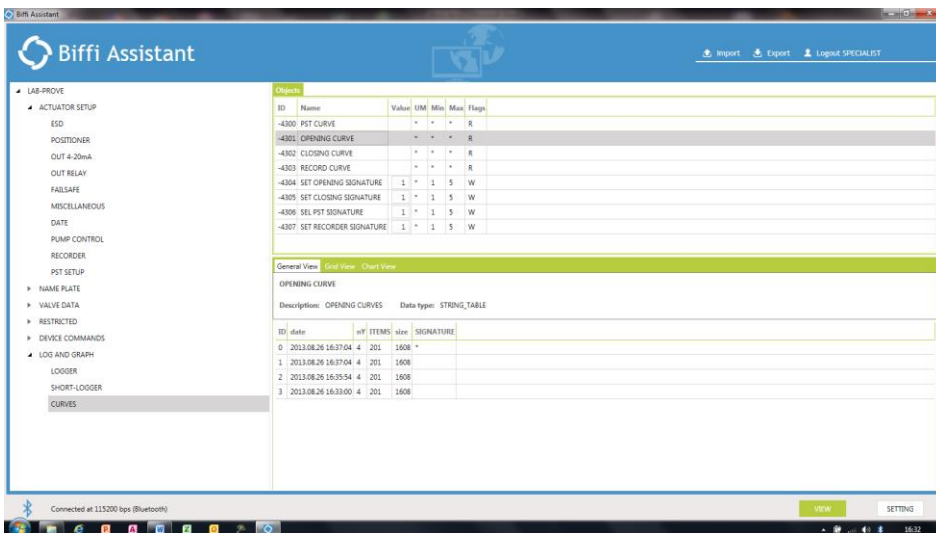 Biffi Assistant
Biffi Assistant
Import Export Logout SPECIALIST
LAB-PROVE
ACTUATOR SETUP
ESD
POSITIONER
OUT 4-20mA
OUT RELAY
FAILSAFE
MISCELLANEOUS
DATE
PUMP CONTROL
RECORDER
PST SETUP
NAME PLATE
VALVE DATA
RESTRICTED
DEVICE COMMANDS
LOG AND GRAPH
LOGGER
SHORT-LOGGER
CURVES
Objects
ID Name Value UM Min Max Flags
-4300 PST CURVE * * * R
-4301 OPENING CURVE * * * R
-4302 CLOSING CURVE * * * R
-4303 RECORD CURVE * * * R
-4304 SET OPENING SIGNATURE 1 * 1 5 W
-4305 SET CLOSING SIGNATURE 1 * 1 5 W
-4306 SEL PST SIGNATURE 1 * 1 5 W
-4307 SET RECORDER SIGNATURE 1 * 1 5 W
General View Grid View Chart View
OPENING CURVE
Description: OPENING CURVES Data type: STRING_TABLE
ID date nY ITEMS size SIGNATURE
0 2013.08.26 16:37:04 4 201 1608 *
1 2013.08.26 16:37:04 4 201 1608
2 2013.08.26 16:35:54 4 201 1608
3 2013.08.26 16:33:00 4 201 1608
Connected at 115200 bps (Bluetooth)
VIEW SETTING
16:32